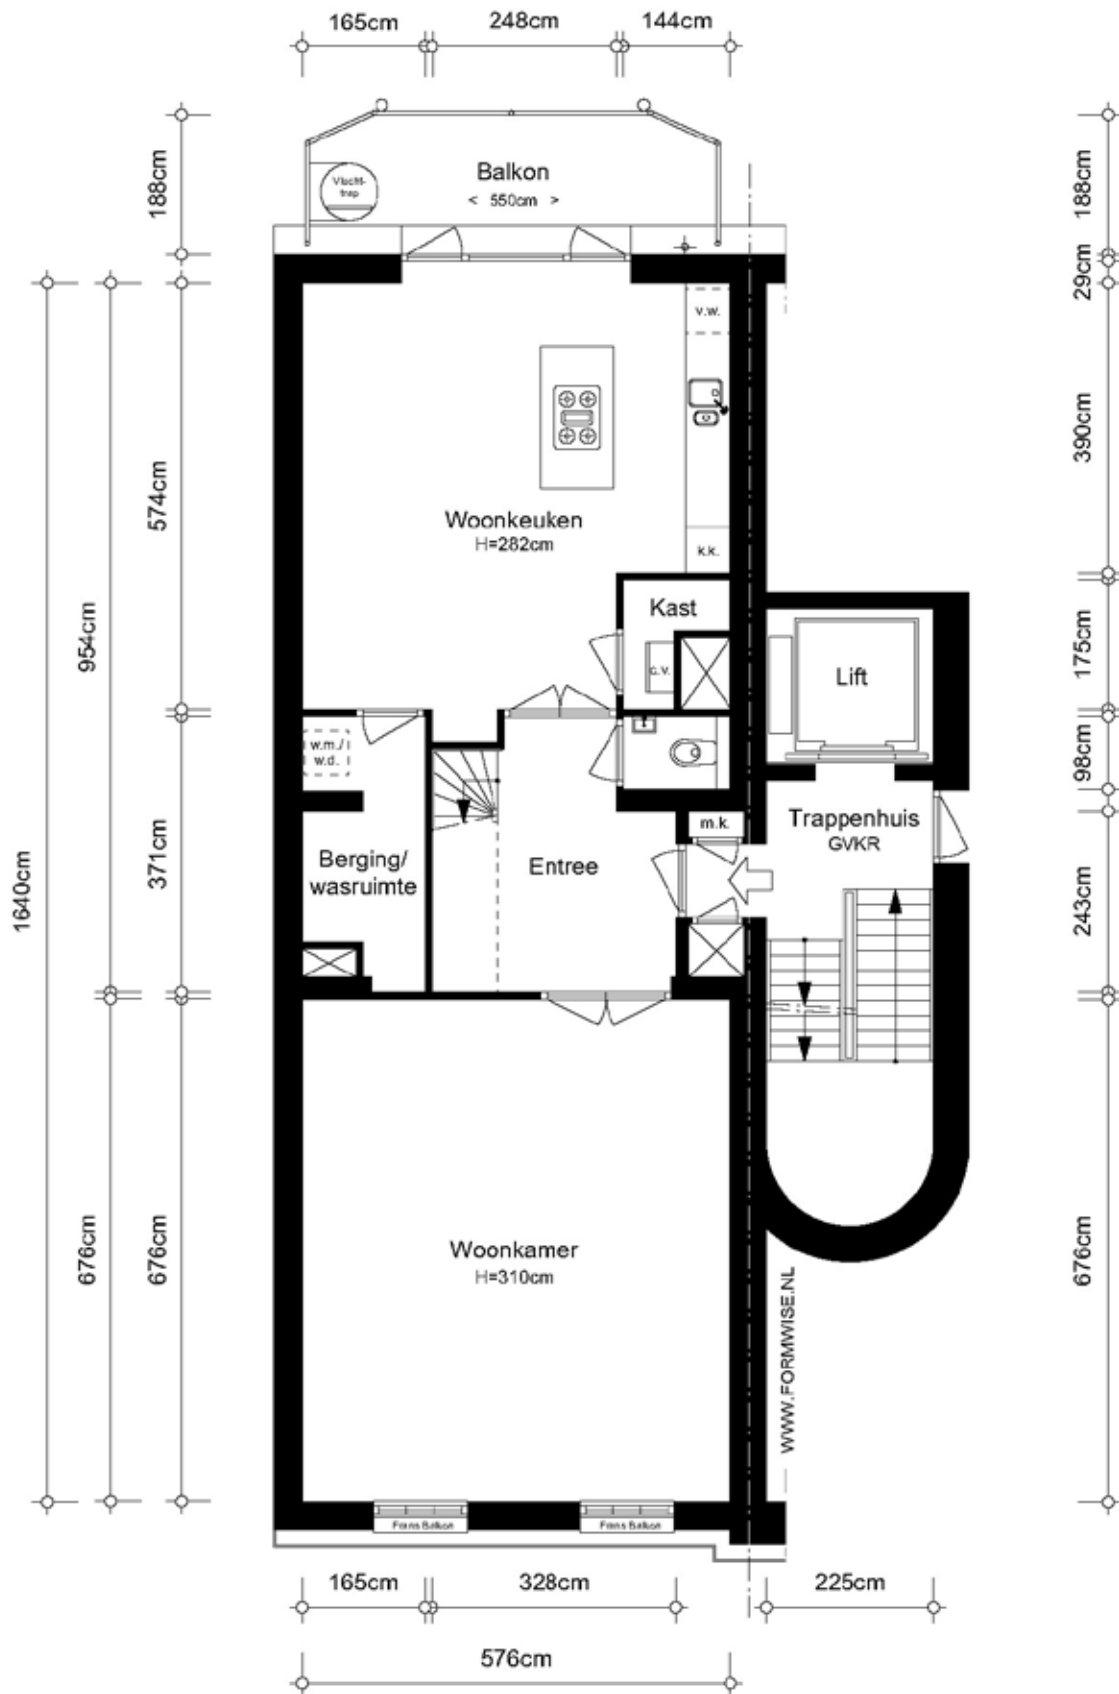 165cm
248cm
144cm
188cm
188cm
Balkon
< 550cm >
Vlucht-
trap
29cm
v.w.
390cm
574cm
Woonkeuken
H=282cm
k.k.
Kast
c.v.
954cm
175cm
Lift
w.m./
w.d.
98cm
m.k.
Trappenhuis
GVKR
371cm
Berging/
wasruimte
Entree
1640cm
243cm
676cm
676cm
Woonkamer
H=310cm
676cm
WWW.FORMWISE.NL
Frans Balkon
Frans Balkon
165cm
328cm
225cm
576cm